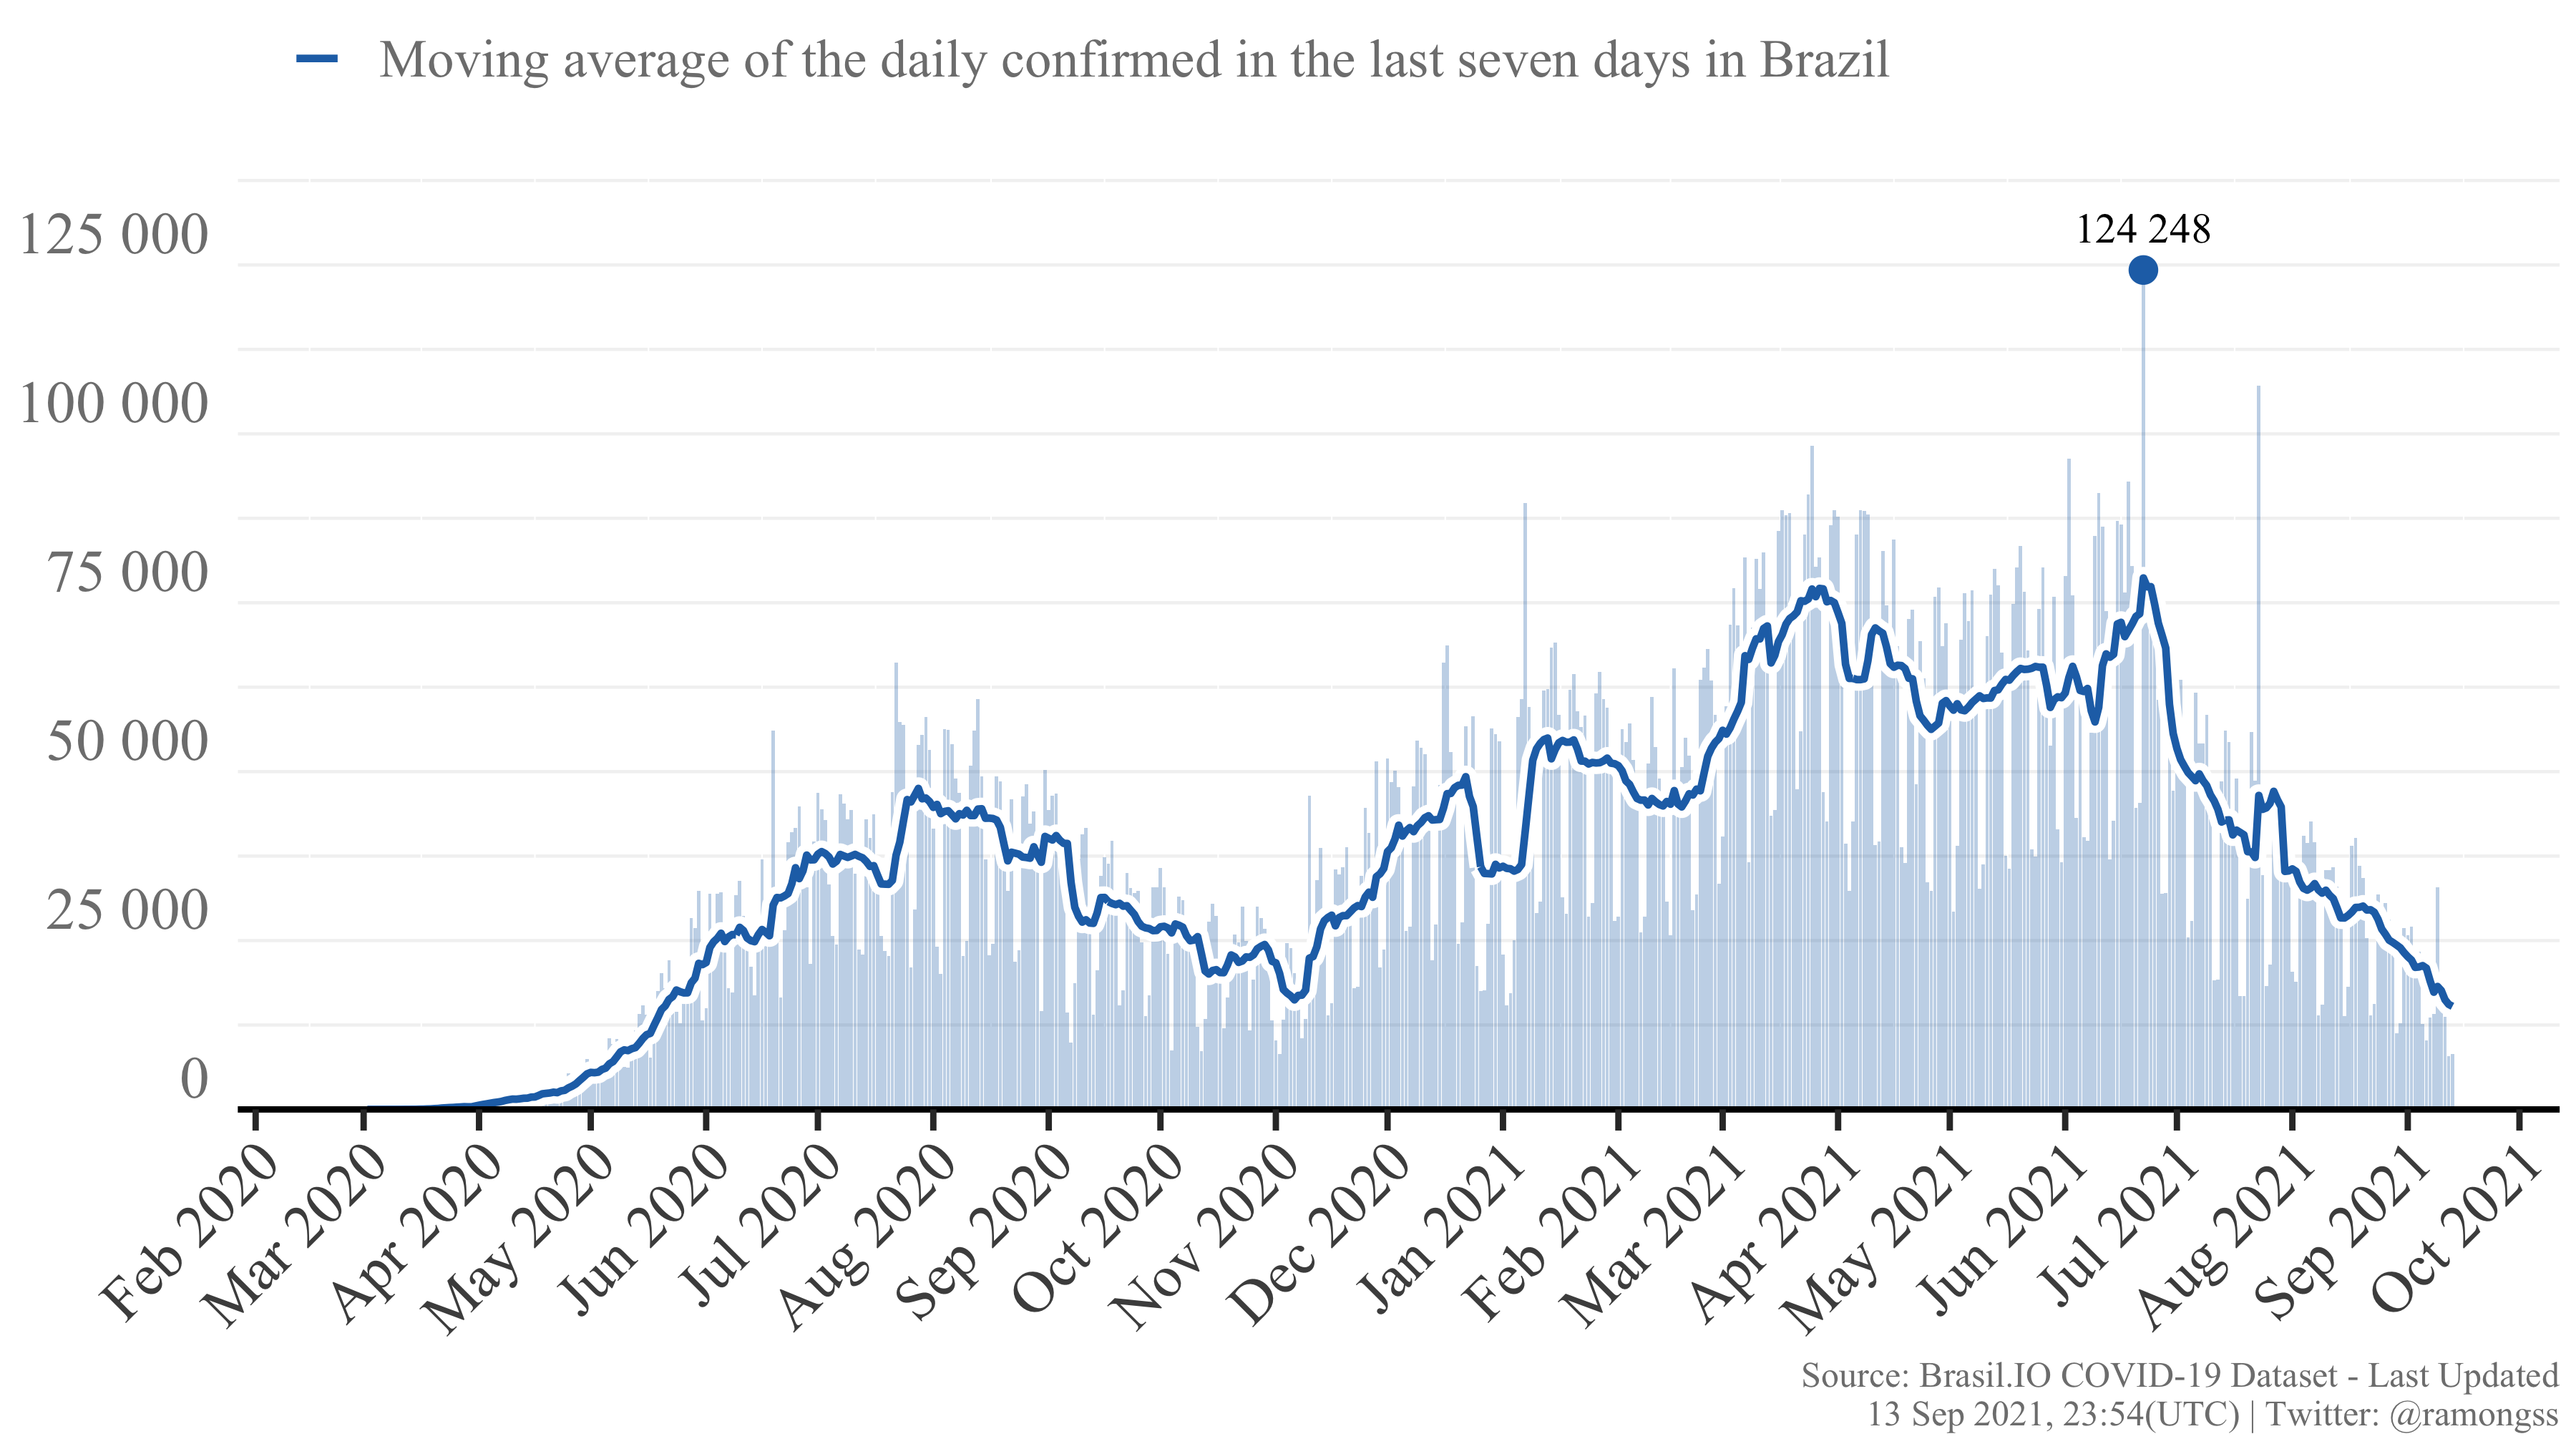 Moving average of the daily confirmed in the last seven days in Brazil
125 000
124 248
100 000
75 000
50 000
25 000
0
Feb 2020
Mar 2020
Apr 2020
May 2020
Jun 2020
Jul 2020
Aug 2020
Sep 2020
Oct 2020
Nov 2020
Dec 2020
Jan 2021
Feb 2021
Mar 2021
Apr 2021
May 2021
Jun 2021
Jul 2021
Aug 2021
Sep 2021
Oct 2021
Source: Brasil.IO COVID-19 Dataset - Last Updated
13 Sep 2021, 23:54(UTC) | Twitter: @ramongss